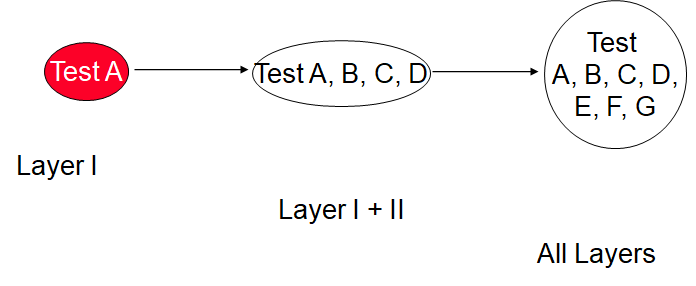 Test A
Test A, B, C, D
Test
A, B, C, D,
E, F, G
Layer I
Layer I + II
All Layers